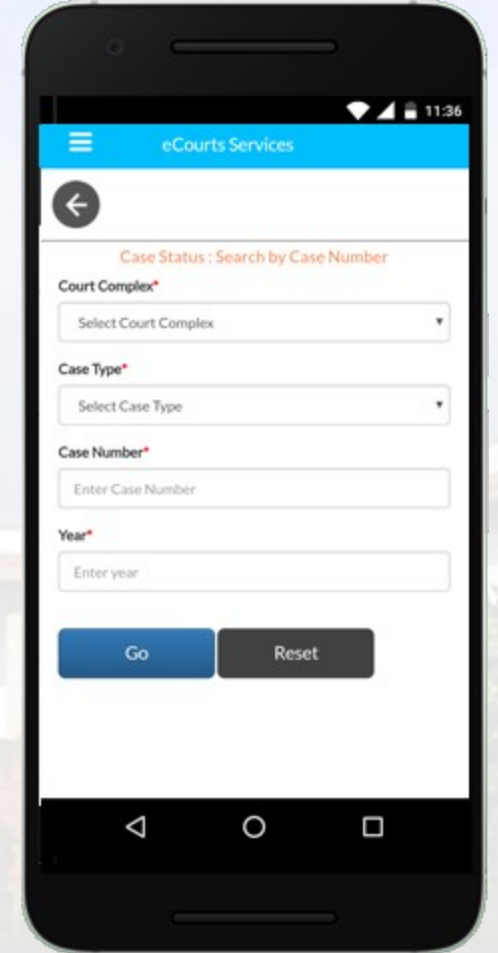 11:36
eCourts Services
Case Status : Search by Case Number
Court Complex*
Select Court Complex
Case Type*
Select Case Type
Case Number*
Enter Case Number
Year*
Enter year
Go Reset